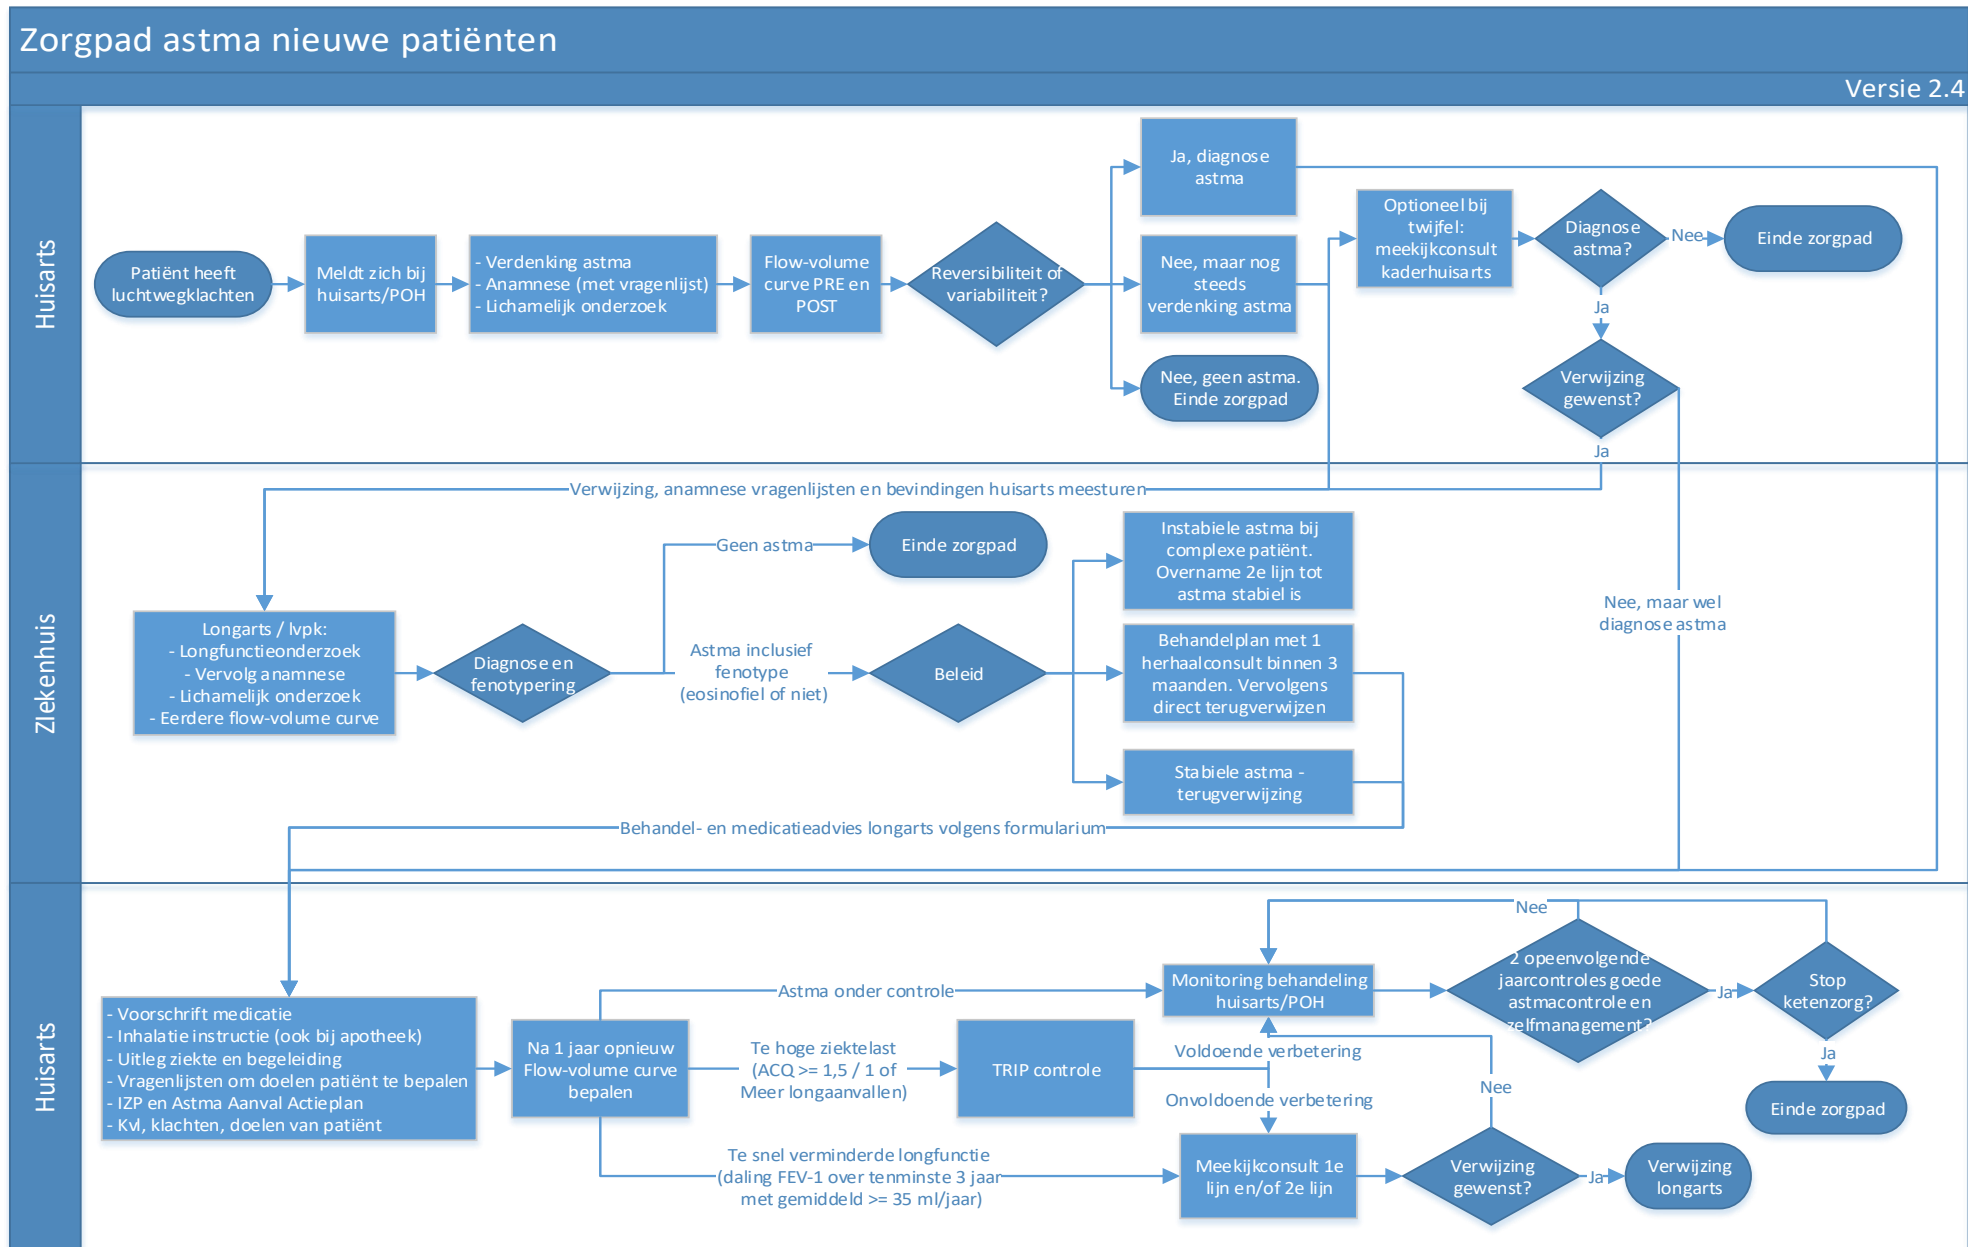 Zorgpad astma nieuwe patiënten
Versie 2.4
Huisarts
Patiënt heeft
luchtwegklachten
Meldt zich bij
huisarts/POH
- Verdenking astma
- Anamnese (met vragenlijst)
- Lichamelijk onderzoek
Flow-volume
curve PRE en
POST
Reversibiliteit of
variabiliteit?
Ja, diagnose
astma
Nee, maar nog
steeds
verdenking astma
Nee, geen astma.
Einde zorgpad
Optioneel bij
twijfel:
meekijkconsult
kaderhuisarts
Diagnose
astma?
Nee
Einde zorgpad
Ja
Verwijzing
gewenst?
Ja
ZIekenhuis
Verwijzing, anamnese vragenlijsten en bevindingen huisarts meesturen
Geen astma
Einde zorgpad
Longarts / lvpk:
- Longfunctieonderzoek
- Vervolg anamnese
- Lichamelijk onderzoek
- Eerdere flow-volume curve
Diagnose en
fenotypering
Astma inclusief
fenotype
(eosinofiel of niet)
Beleid
Instabiele astma bij
complexe patiënt.
Overname 2e lijn tot
astma stabiel is
Behandelplan met 1
herhaalconsult binnen 3
maanden. Vervolgens
direct terugverwijzen
Stabiele astma -
terugverwijzing
Nee, maar wel
diagnose astma
Behandel- en medicatieadvies longarts volgens formularium
Huisarts
- Voorschrift medicatie
- Inhalatie instructie (ook bij apotheek)
- Uitleg ziekte en begeleiding
- Vragenlijsten om doelen patiënt te bepalen
- IZP en Astma Aanval Actieplan
- Kvl, klachten, doelen van patiënt
Na 1 jaar opnieuw
Flow-volume curve
bepalen
Astma onder controle
Te hoge ziektelast
(ACQ >= 1,5 / 1 of
Meer longaanvallen)
Te snel verminderde longfunctie
(daling FEV-1 over tenminste 3 jaar
met gemiddeld >= 35 ml/jaar)
TRIP controle
Monitoring behandeling
huisarts/POH
Voldoende verbetering
Onvoldoende verbetering
Meekijkconsult 1e
lijn en/of 2e lijn
Nee
2 opeenvolgende
jaarcontroles goede
astmacontrole en
zelfmanagement?
Ja
Stop
ketenzorg?
Ja
Einde zorgpad
Nee
Verwijzing
gewenst?
Ja
Verwijzing
longarts